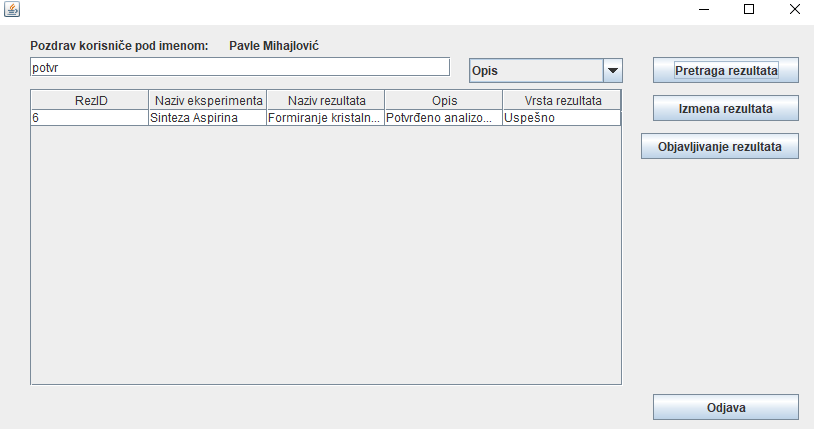 Pozdrav korisniče pod imenom: Pavle Mihajlović
potvr
Opis
Pretraga rezultata
Izmena rezultata
Objavljivanje rezultata
RezID Naziv eksperimenta Naziv rezultata Opis Vrsta rezultata
6 Sinteza Aspirina Formiranje kristaln... Potvrđeno analizo... Uspešno
Odjava